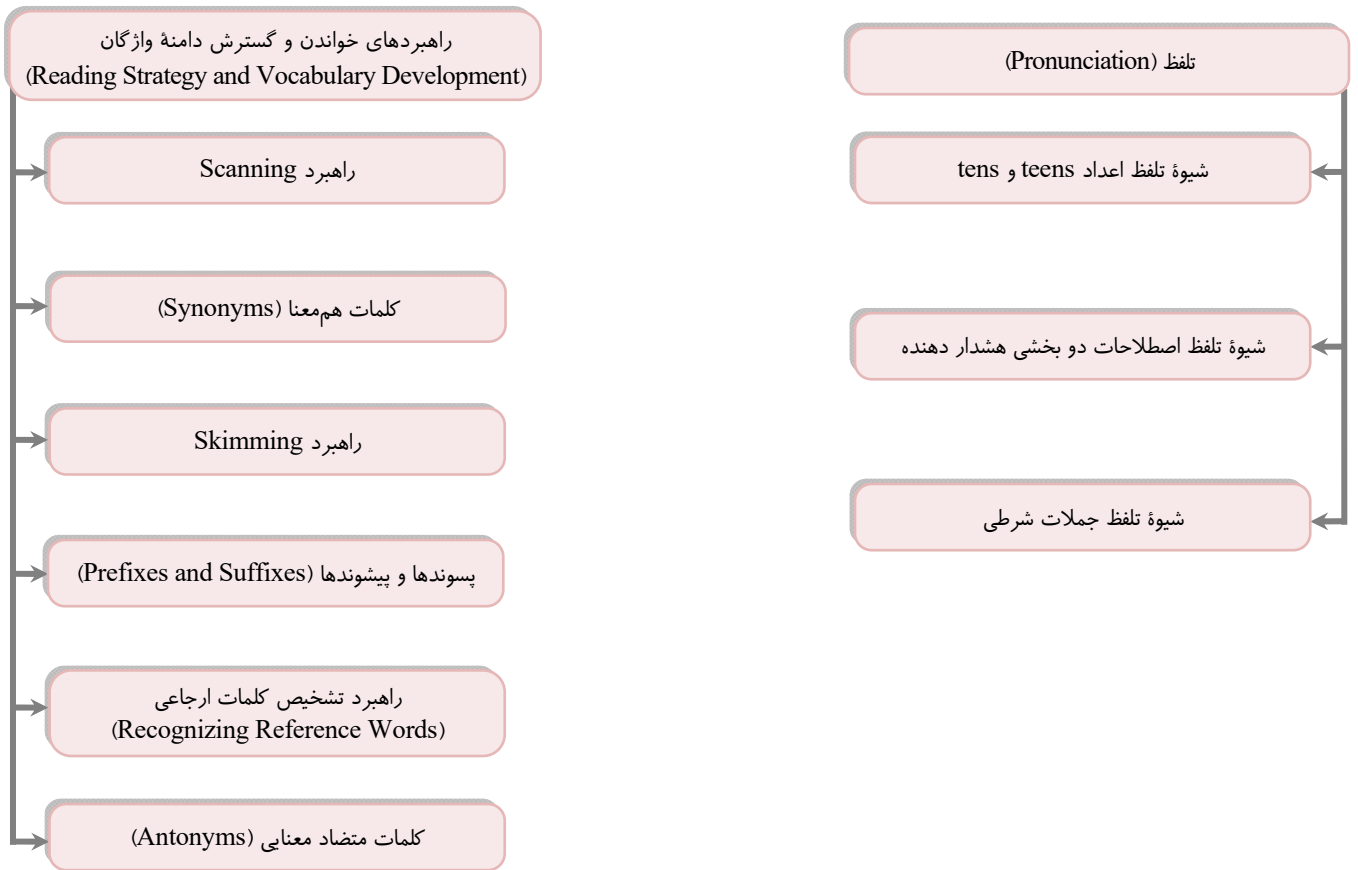 تلفظ (Pronunciation)
شیوهٔ تلفظ اعداد teens و tens
شیوهٔ تلفظ اصطلاحات دو بخشی هشدار دهنده
شیوهٔ تلفظ جملات شرطی
راهبردهای خواندن و گسترش دامنهٔ واژگان
(Reading Strategy and Vocabulary Development)
راهبرد Scanning
کلمات هم‌معنا (Synonyms)
راهبرد Skimming
پسوندها و پیشوندها (Prefixes and Suffixes)
راهبرد تشخیص کلمات ارجاعی
(Recognizing Reference Words)
کلمات متضاد معنایی (Antonyms)